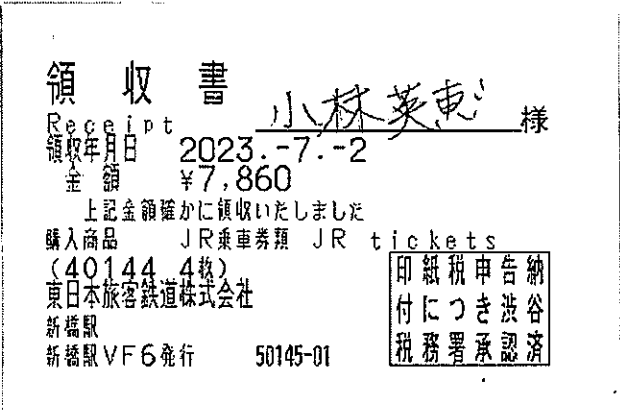 領収書
Receipt
小林英恵 様
領収年月日 2023.-7.-2
金額 ¥7,860
上記金額確かに領収いたしました
購入商品 JR乗車券類 JR tickets
(40144 4枚)
東日本旅客鉄道株式会社
新橋駅
新橋駅VF6発行 50145-01
印紙税申告納
付につき渋谷
税務署承認済